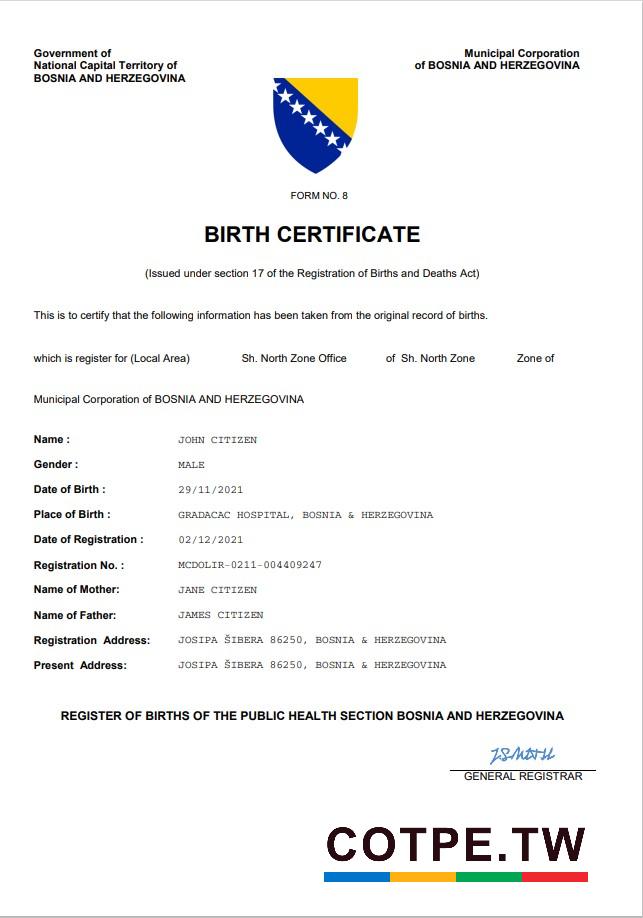 Government of
National Capital Territory of
BOSNIA AND HERZEGOVINA
Municipal Corporation
of BOSNIA AND HERZEGOVINA
FORM NO. 8
BIRTH CERTIFICATE
(Issued under section 17 of the Registration of Births and Deaths Act)
This is to certify that the following information has been taken from the original record of births.
which is register for (Local Area) Sh. North Zone Office of Sh. North Zone Zone of
Municipal Corporation of BOSNIA AND HERZEGOVINA
Name : JOHN CITIZEN
Gender : MALE
Date of Birth : 29/11/2021
Place of Birth : GRADACAC HOSPITAL, BOSNIA & HERZEGOVINA
Date of Registration : 02/12/2021
Registration No. : MCDOLIR-0211-004409247
Name of Mother: JANE CITIZEN
Name of Father: JAMES CITIZEN
Registration Address: JOSIPA ŠIBERA 86250, BOSNIA & HERZEGOVINA
Present Address: JOSIPA ŠIBERA 86250, BOSNIA & HERZEGOVINA
REGISTER OF BIRTHS OF THE PUBLIC HEALTH SECTION BOSNIA AND HERZEGOVINA
GENERAL REGISTRAR
COTPE.TW